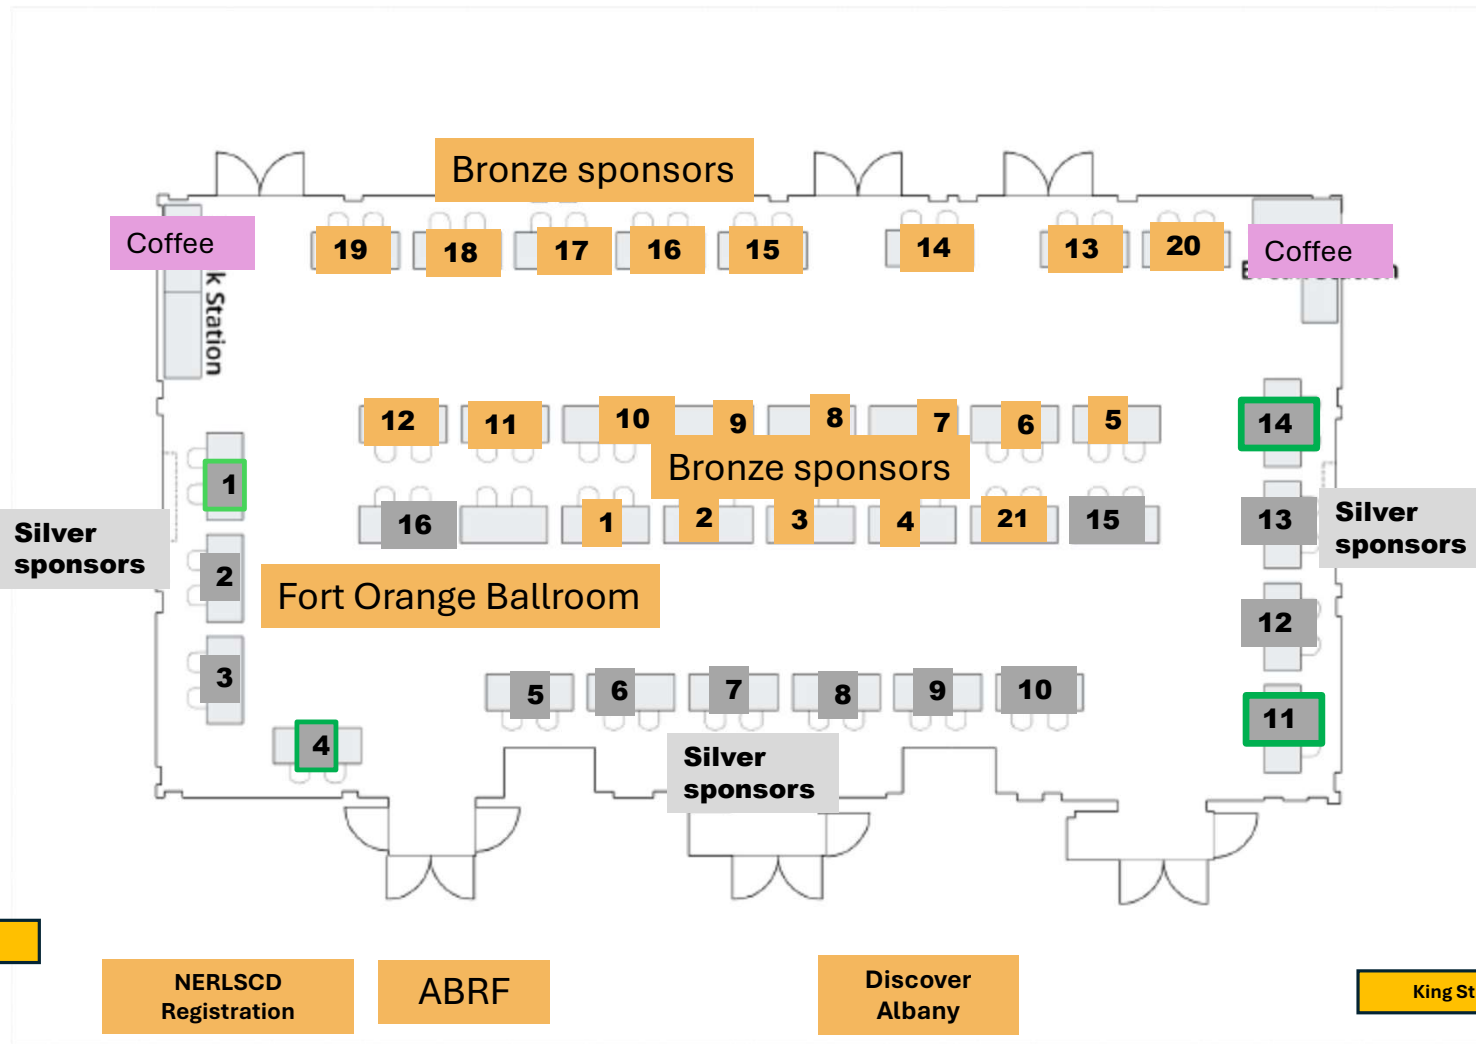 Bronze sponsors
Coffee
19
18
17
16
15
14
13
20
Coffee
k Station
12
11
10
9
8
7
6
5
14
Bronze sponsors
1
16
1
2
3
4
21
15
13
Silver
sponsors
Silver
sponsors
2
Fort Orange Ballroom
12
3
5
6
7
8
9
10
11
4
Silver
sponsors
NERLSCD
Registration
ABRF
Discover
Albany
King St